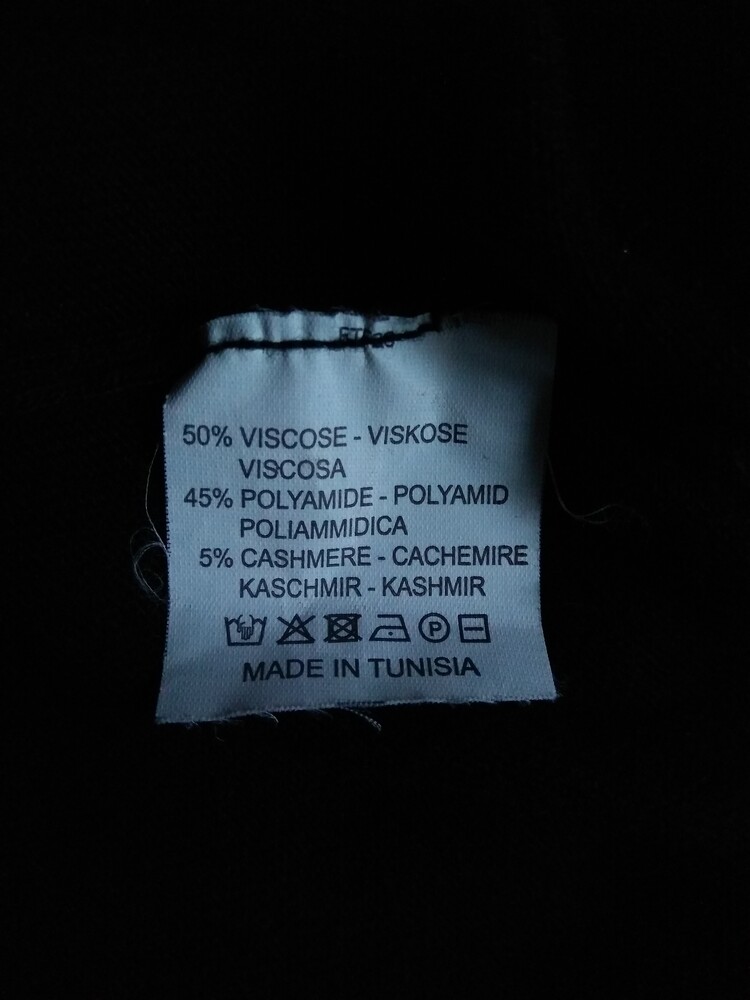 50% VISCOSE - VISKOSE
VISCOSA
45% POLYAMIDE - POLYAMID
POLIAMMIDICA
5% CASHMERE - CACHEMIRE
KASCHMIR - KASHMIR
P
MADE IN TUNISIA